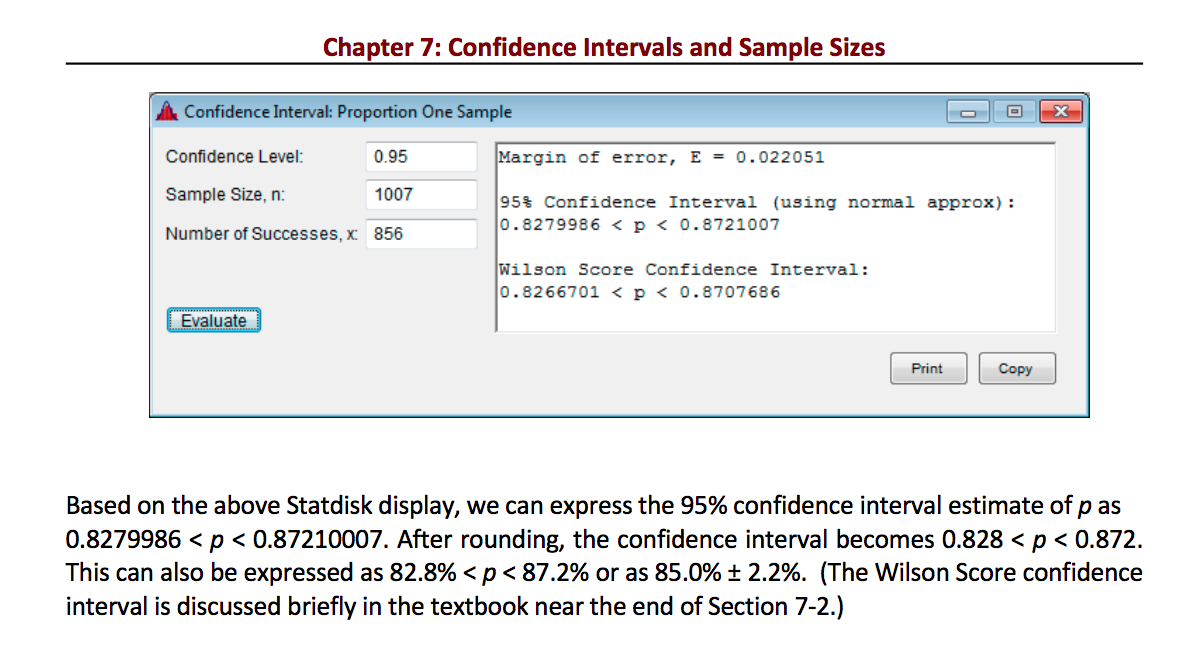 Chapter 7: Confidence Intervals and Sample Sizes
Confidence Interval: Proportion One Sample
Confidence Level: 0.95
Sample Size, n: 1007
Number of Successes, x: 856
Evaluate
Margin of error, E = 0.022051
95% Confidence Interval (using normal approx):
0.8279986 < p < 0.8721007
Wilson Score Confidence Interval:
0.8266701 < p < 0.8707686
Print Copy
Based on the above Statdisk display, we can express the 95% confidence interval estimate of p as
0.8279986 < p < 0.87210007. After rounding, the confidence interval becomes 0.828 < p < 0.872.
This can also be expressed as 82.8% < p < 87.2% or as 85.0% ± 2.2%. (The Wilson Score confidence
interval is discussed briefly in the textbook near the end of Section 7-2.)